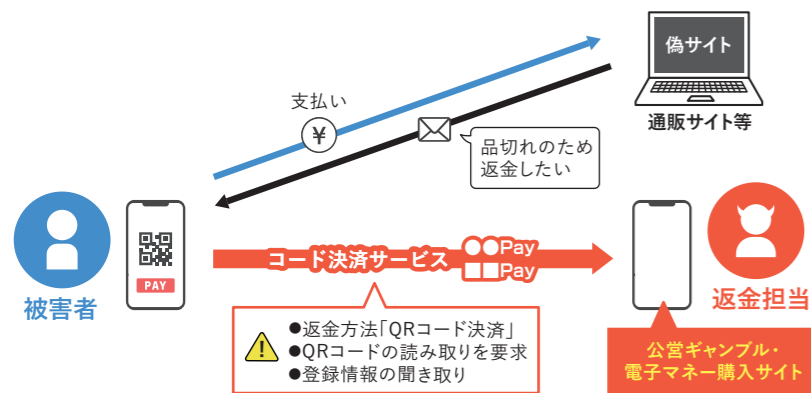 偽サイト
通販サイト等
支払い
¥
品切れのため
返金したい
被害者
PAY
コード決済サービス
●●Pay
■■Pay
返金担当
●返金方法「QRコード決済」
●QRコードの読み取りを要求
●登録情報の聞き取り
公営ギャンブル・
電子マネー購入サイト